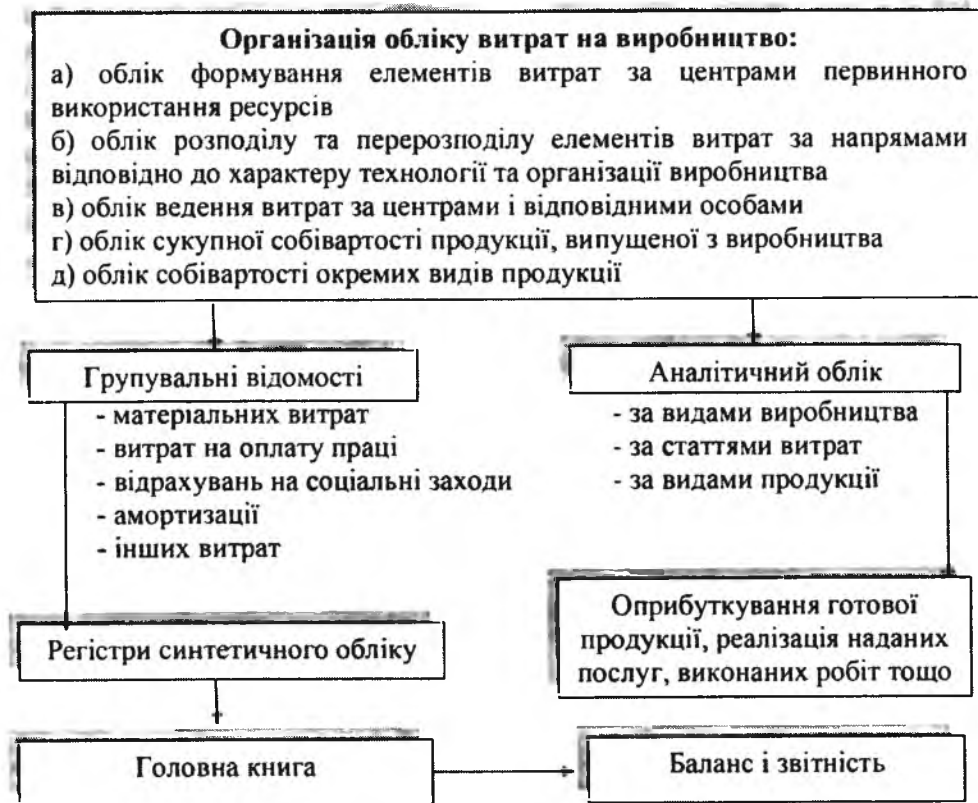 Організація обліку витрат на виробництво:
а) облік формування елементів витрат за центрами первинного
використання ресурсів
б) облік розподілу та перерозподілу елементів витрат за напрямами
відповідно до характеру технології та організації виробництва
в) облік ведення витрат за центрами і відповідними особами
г) облік сукупної собівартості продукції, випущеної з виробництва
д) облік собівартості окремих видів продукції
Групувальні відомості
- матеріальних витрат
- витрат на оплату праці
- відрахувань на соціальні заходи
- амортизації
- інших витрат
Аналітичний облік
- за видами виробництва
- за статтями витрат
- за видами продукції
Регістри синтетичного обліку
Оприбуткування готової
продукції, реалізація наданих
послуг, виконаних робіт тощо
Головна книга
Баланс і звітність